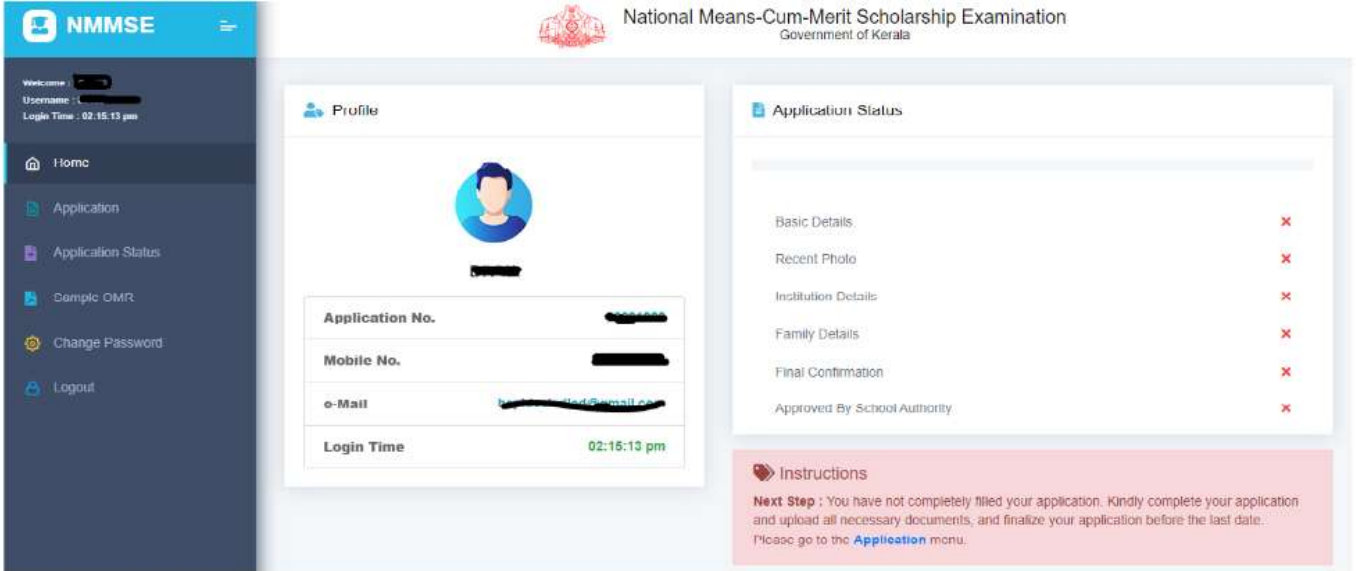 NMMSE
National Means-Cum-Merit Scholarship Examination
Government of Kerala
Welcome :
Username :
Login Time : 02:15:13 pm
Home
Application
Application Status
Sample OMR
Change Password
Logout
Profile
Application No.
Mobile No.
e-Mail
Login Time 02:15:13 pm
Application Status
Basic Details
Recent Photo
Institution Details
Family Details
Final Confirmation
Approved By School Authority
Instructions
Next Step : You have not completely filled your application. Kindly complete your application
and upload all necessary documents, and finalize your application before the last date.
Please go to the Application menu.